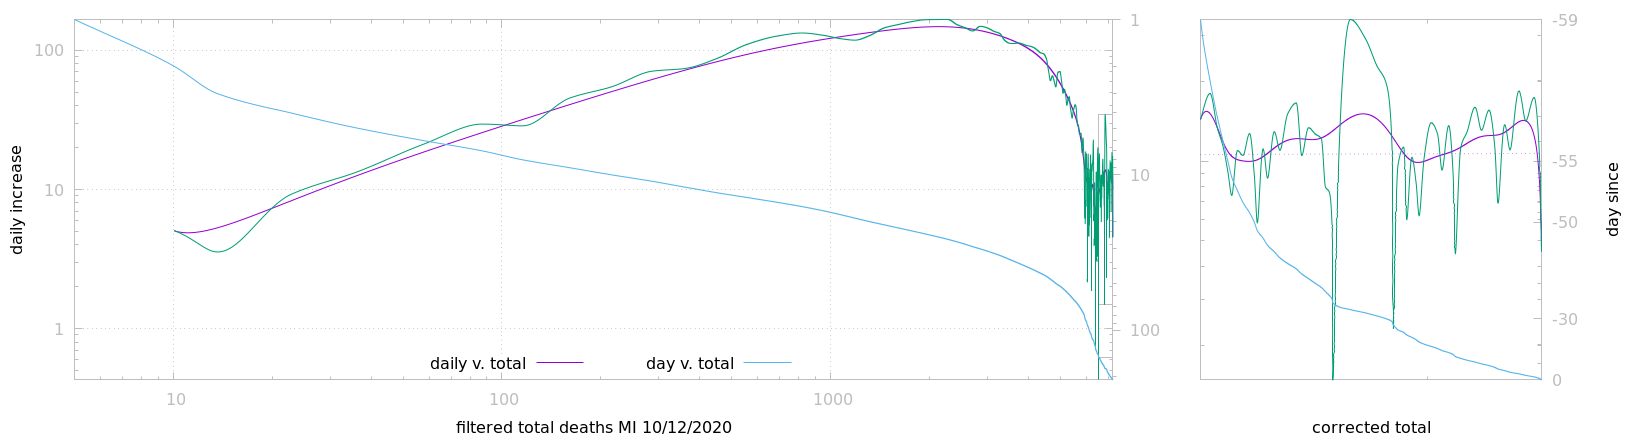 1
-59
100
10
-55
10
-50
daily increase
day since
-30
1
100
daily v. total
day v. total
0
10
100
1000
filtered total deaths MI 10/12/2020
corrected total